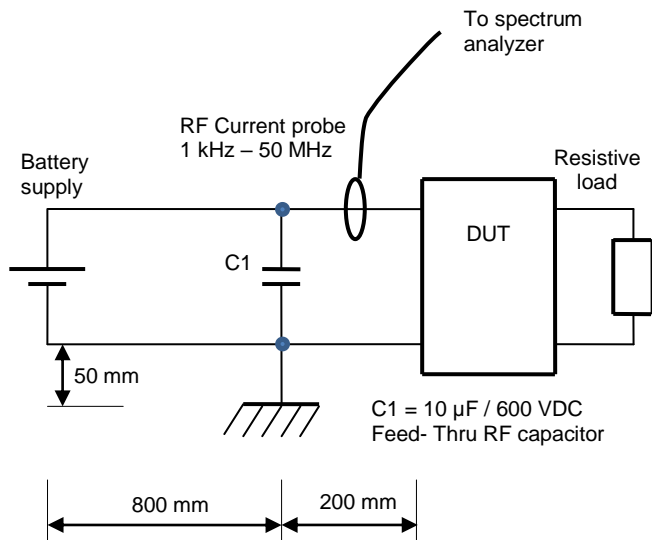 To spectrum
analyzer
RF Current probe
1 kHz – 50 MHz
Battery
supply
Resistive
load
DUT
C1
50 mm
C1 = 10 µF / 600 VDC
Feed- Thru RF capacitor
800 mm
200 mm